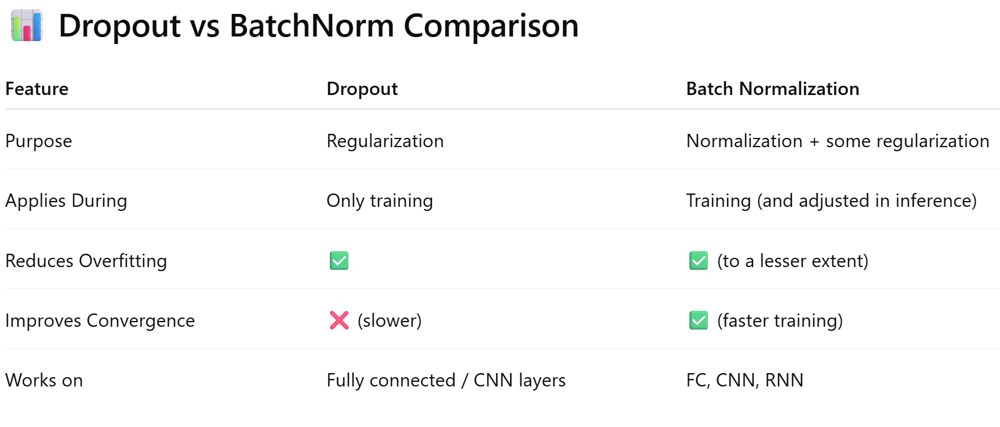 📊 Dropout vs BatchNorm Comparison
Feature Dropout Batch Normalization
Purpose Regularization Normalization + some regularization
Applies During Only training Training (and adjusted in inference)
Reduces Overfitting ✅ ✅ (to a lesser extent)
Improves Convergence ❌ (slower) ✅ (faster training)
Works on Fully connected / CNN layers FC, CNN, RNN